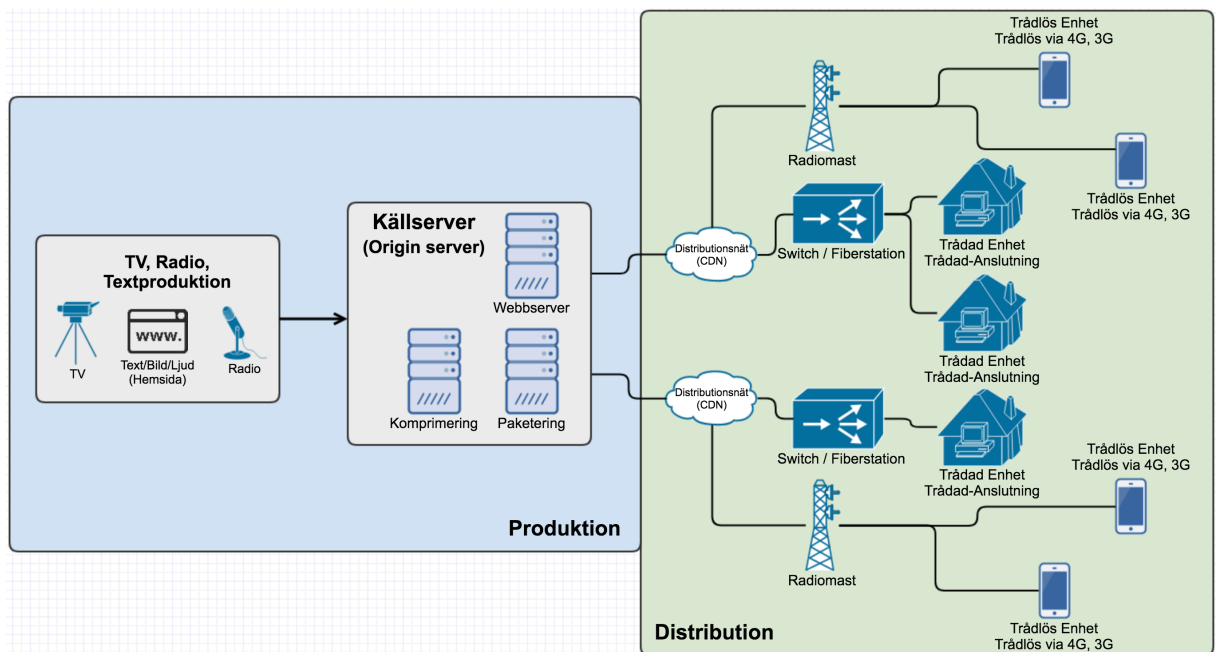 TV, Radio,
Textproduktion
TV
www.
Text/Bild/Ljud
(Hemsida)
Radio
Källserver
(Origin server)
Webbserver
Komprimering
Paketering
Produktion
Distributionsnät
(CDN)
Radiomast
Trådlös Enhet
Trådlös via 4G, 3G
Trådlös Enhet
Trådlös via 4G, 3G
Switch / Fiberstation
Trådad Enhet
Trådad-Anslutning
Trådad Enhet
Trådad-Anslutning
Distributionsnät
(CDN)
Switch / Fiberstation
Trådad Enhet
Trådad-Anslutning
Radiomast
Trådlös Enhet
Trådlös via 4G, 3G
Trådlös Enhet
Trådlös via 4G, 3G
Distribution